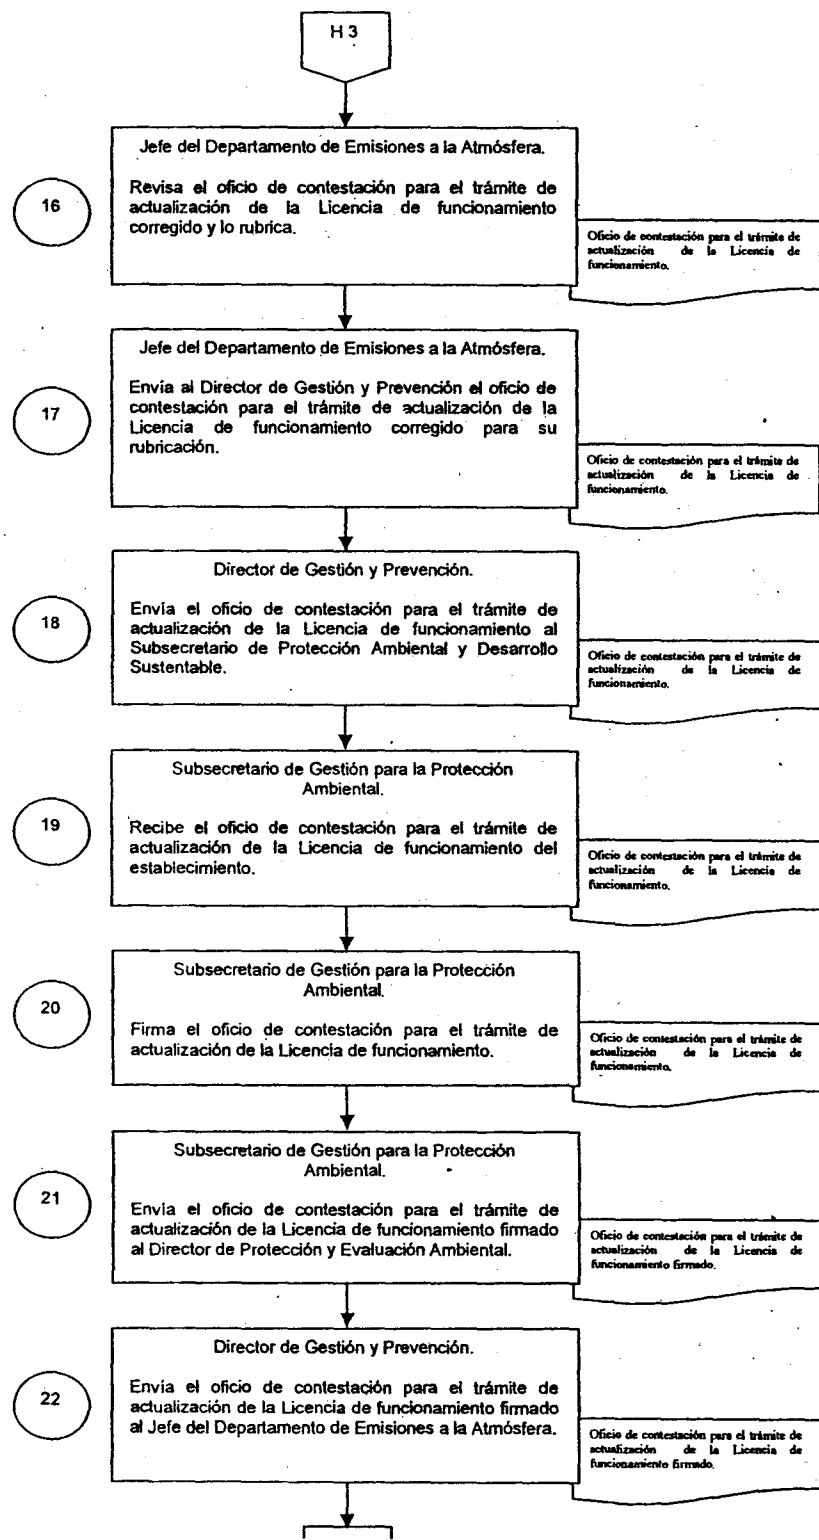 H 3
Jefe del Departamento de Emisiones a la Atmósfera.
16
Revisa el oficio de contestación para el trámite de
actualización de la Licencia de funcionamiento
corregido y lo rubrica.
Oficio de contestación para el trámite de
actualización de la Licencia de
funcionamiento.
Jefe del Departamento de Emisiones a la Atmósfera.
17
Envía al Director de Gestión y Prevención el oficio de
contestación para el trámite de actualización de la
Licencia de funcionamiento corregido para su
rubricación.
Oficio de contestación para el trámite de
actualización de la Licencia de
funcionamiento.
Director de Gestión y Prevención.
18
Envía el oficio de contestación para el trámite de
actualización de la Licencia de funcionamiento al
Subsecretario de Protección Ambiental y Desarrollo
Sustentable.
Oficio de contestación para el trámite de
actualización de la Licencia de
funcionamiento.
Subsecretario de Gestión para la Protección
Ambiental.
19
Recibe el oficio de contestación para el trámite de
actualización de la Licencia de funcionamiento del
establecimiento.
Oficio de contestación para el trámite de
actualización de la Licencia de
funcionamiento.
Subsecretario de Gestión para la Protección
Ambiental.
20
Firma el oficio de contestación para el trámite de
actualización de la Licencia de funcionamiento.
Oficio de contestación para el trámite de
actualización de la Licencia de
funcionamiento.
Subsecretario de Gestión para la Protección
Ambiental.
21
Envía el oficio de contestación para el trámite de
actualización de la Licencia de funcionamiento firmado
al Director de Protección y Evaluación Ambiental.
Oficio de contestación para el trámite de
actualización de la Licencia de
funcionamiento firmado.
Director de Gestión y Prevención.
22
Envía el oficio de contestación para el trámite de
actualización de la Licencia de funcionamiento firmado
al Jefe del Departamento de Emisiones a la Atmósfera.
Oficio de contestación para el trámite de
actualización de la Licencia de
funcionamiento firmado.